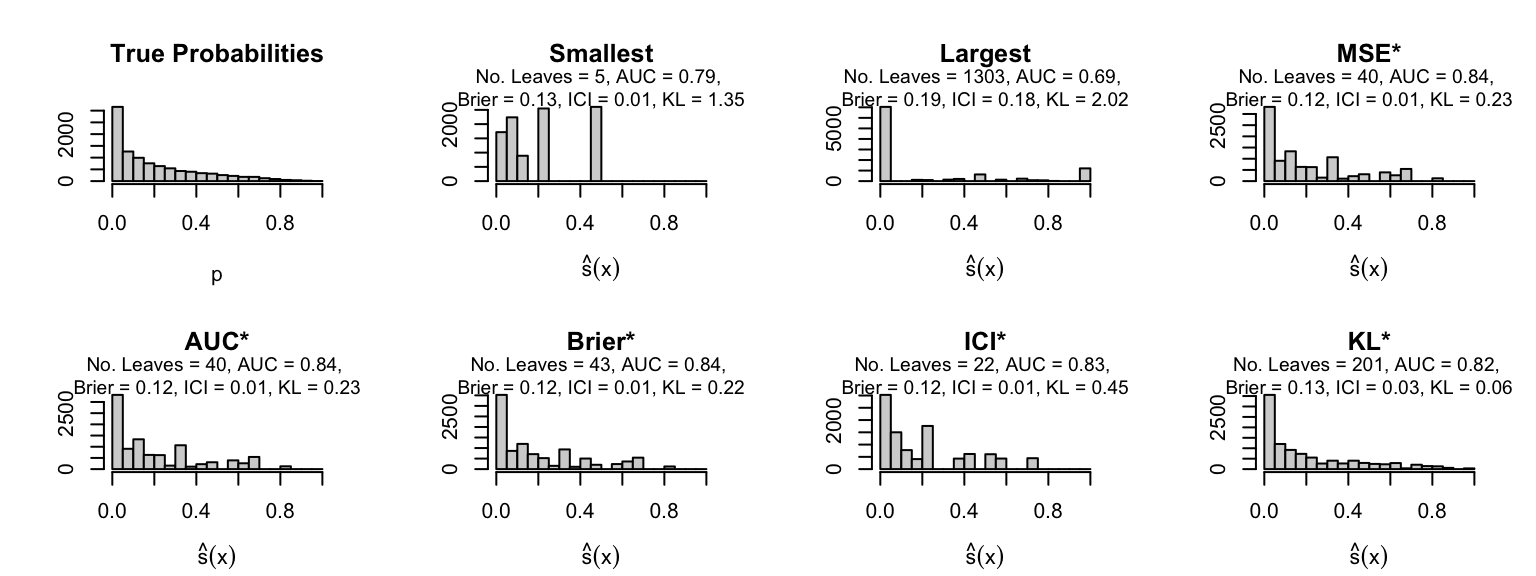 True Probabilities
2000
0
0.0 0.4 0.8
p
Smallest
No. Leaves = 5, AUC = 0.79,
Brier = 0.13, ICI = 0.01, KL = 1.35
2000
0
0.0 0.4 0.8
ŝ(x)
Largest
No. Leaves = 1303, AUC = 0.69,
Brier = 0.19, ICI = 0.18, KL = 2.02
5000
0
0.0 0.4 0.8
ŝ(x)
MSE*
No. Leaves = 40, AUC = 0.84,
Brier = 0.12, ICI = 0.01, KL = 0.23
2500
0
0.0 0.4 0.8
ŝ(x)
AUC*
No. Leaves = 40, AUC = 0.84,
Brier = 0.12, ICI = 0.01, KL = 0.23
2500
0
0.0 0.4 0.8
ŝ(x)
Brier*
No. Leaves = 43, AUC = 0.84,
Brier = 0.12, ICI = 0.01, KL = 0.22
2500
0
0.0 0.4 0.8
ŝ(x)
ICI*
No. Leaves = 22, AUC = 0.83,
Brier = 0.12, ICI = 0.01, KL = 0.45
2000
0
0.0 0.4 0.8
ŝ(x)
KL*
No. Leaves = 201, AUC = 0.82,
Brier = 0.13, ICI = 0.03, KL = 0.06
2500
0
0.0 0.4 0.8
ŝ(x)